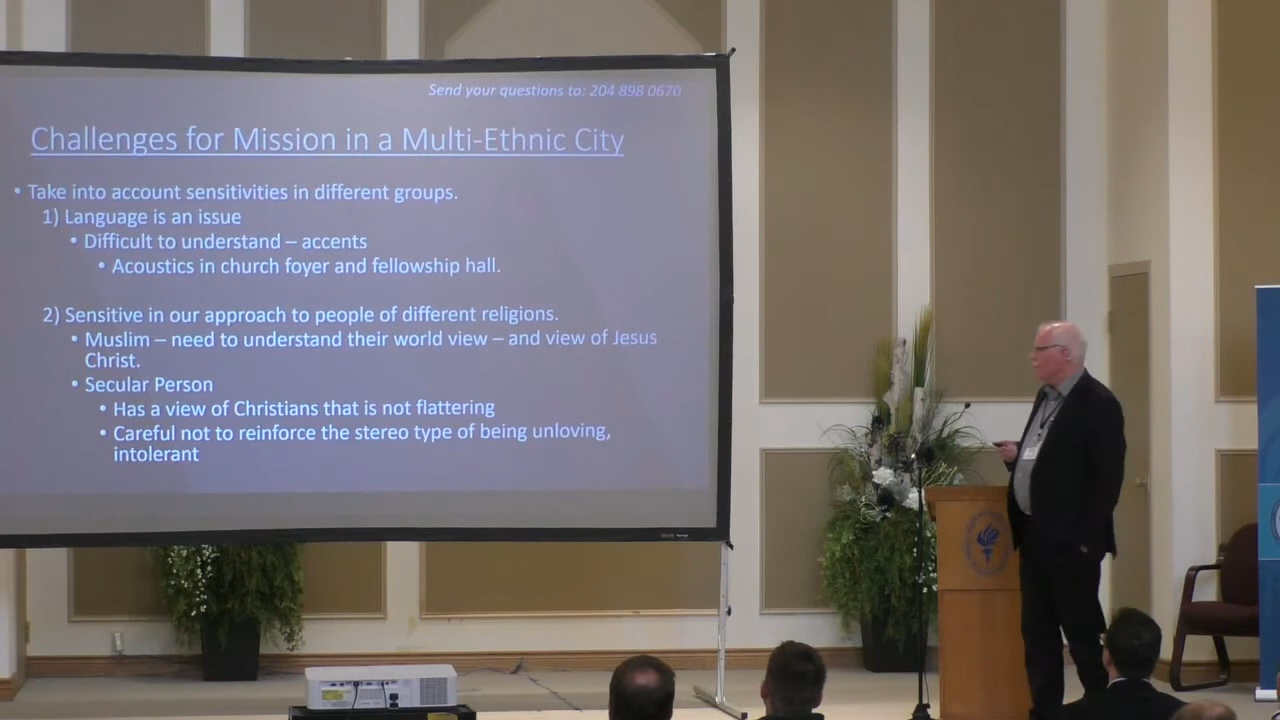 Send your questions to: 204 898 0670
Challenges for Mission in a Multi-Ethnic City
• Take into account sensitivities in different groups.
1) Language is an issue
• Difficult to understand – accents
• Acoustics in church foyer and fellowship hall.
2) Sensitive in our approach to people of different religions.
• Muslim – need to understand their world view – and view of Jesus
Christ.
• Secular Person
• Has a view of Christians that is not flattering
• Careful not to reinforce the stereo type of being unloving,
intolerant